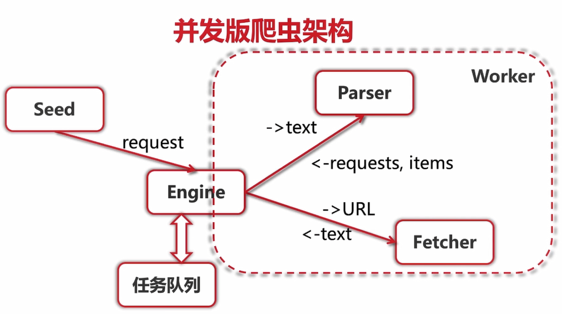 并发版爬虫架构
Worker
Seed
Parser
->text
request
<-requests, items
Engine
->URL
<-text
Fetcher
任务队列